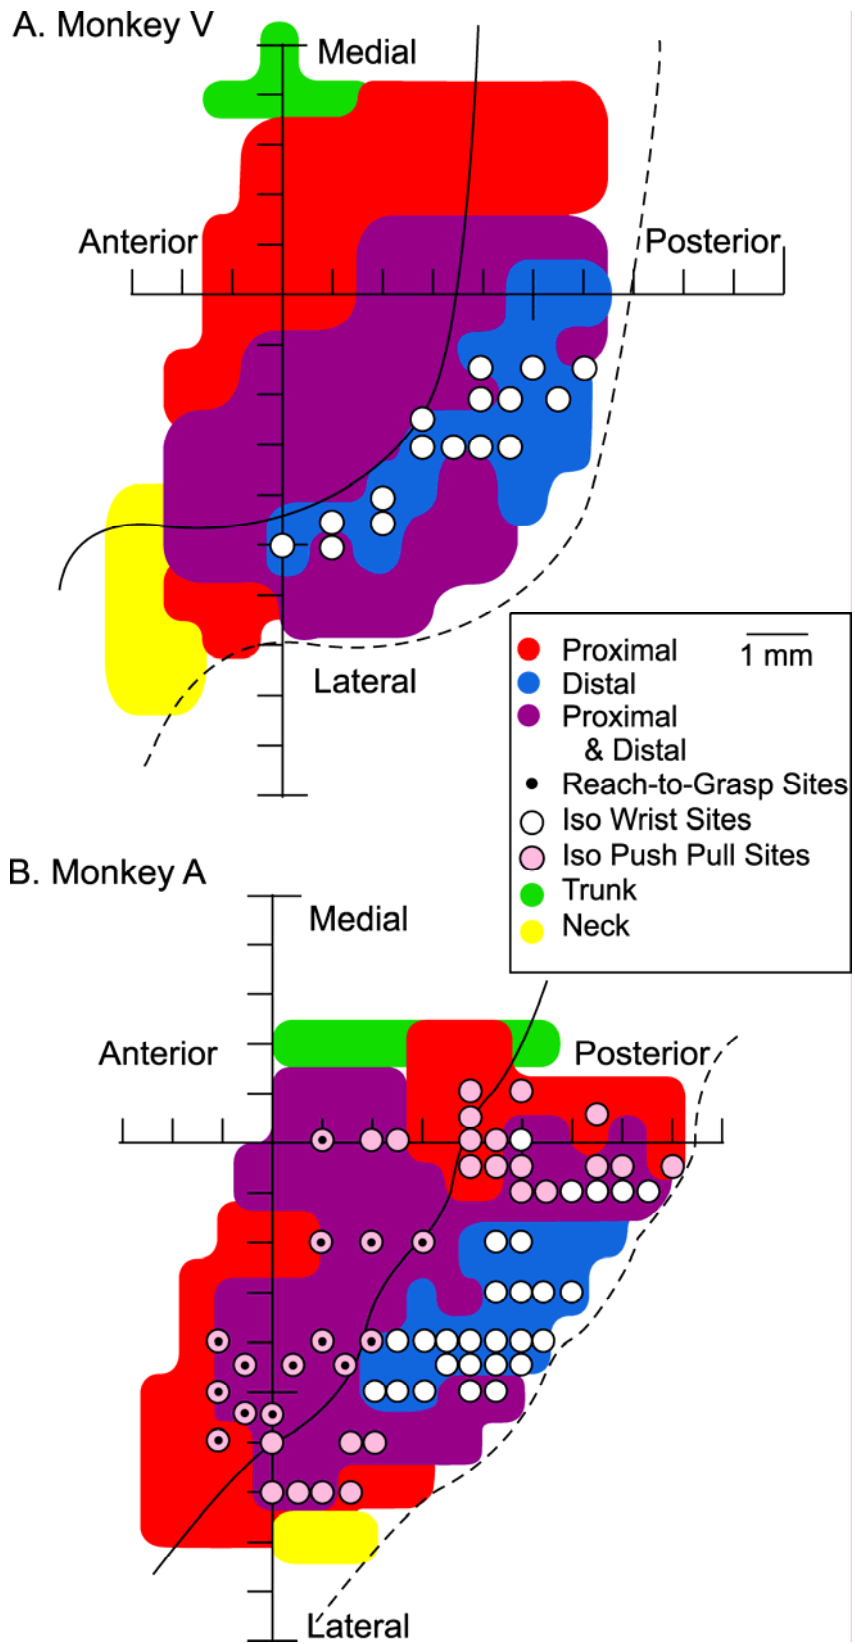 A. Monkey V
Medial
Anterior
Posterior
Lateral
Proximal
1 mm
Distal
Proximal
& Distal
Reach-to-Grasp Sites
Iso Wrist Sites
Iso Push Pull Sites
Trunk
Neck
B. Monkey A
Medial
Anterior
Posterior
Lateral